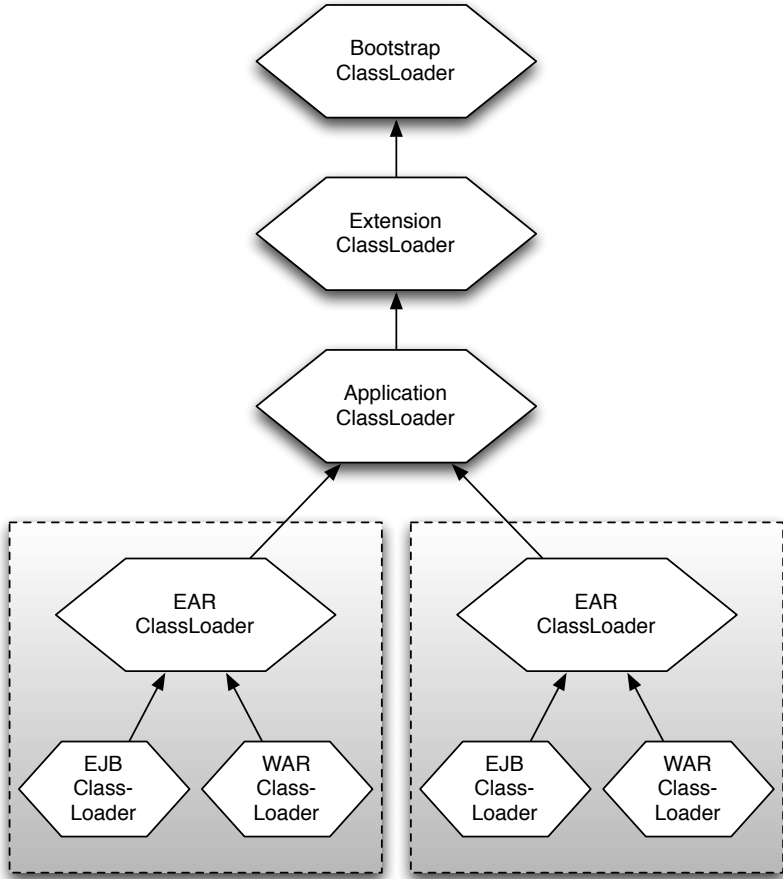 Bootstrap
ClassLoader
Extension
ClassLoader
Application
ClassLoader
EAR
ClassLoader
EJB
Class-
Loader
WAR
Class-
Loader
EAR
ClassLoader
EJB
Class-
Loader
WAR
Class-
Loader